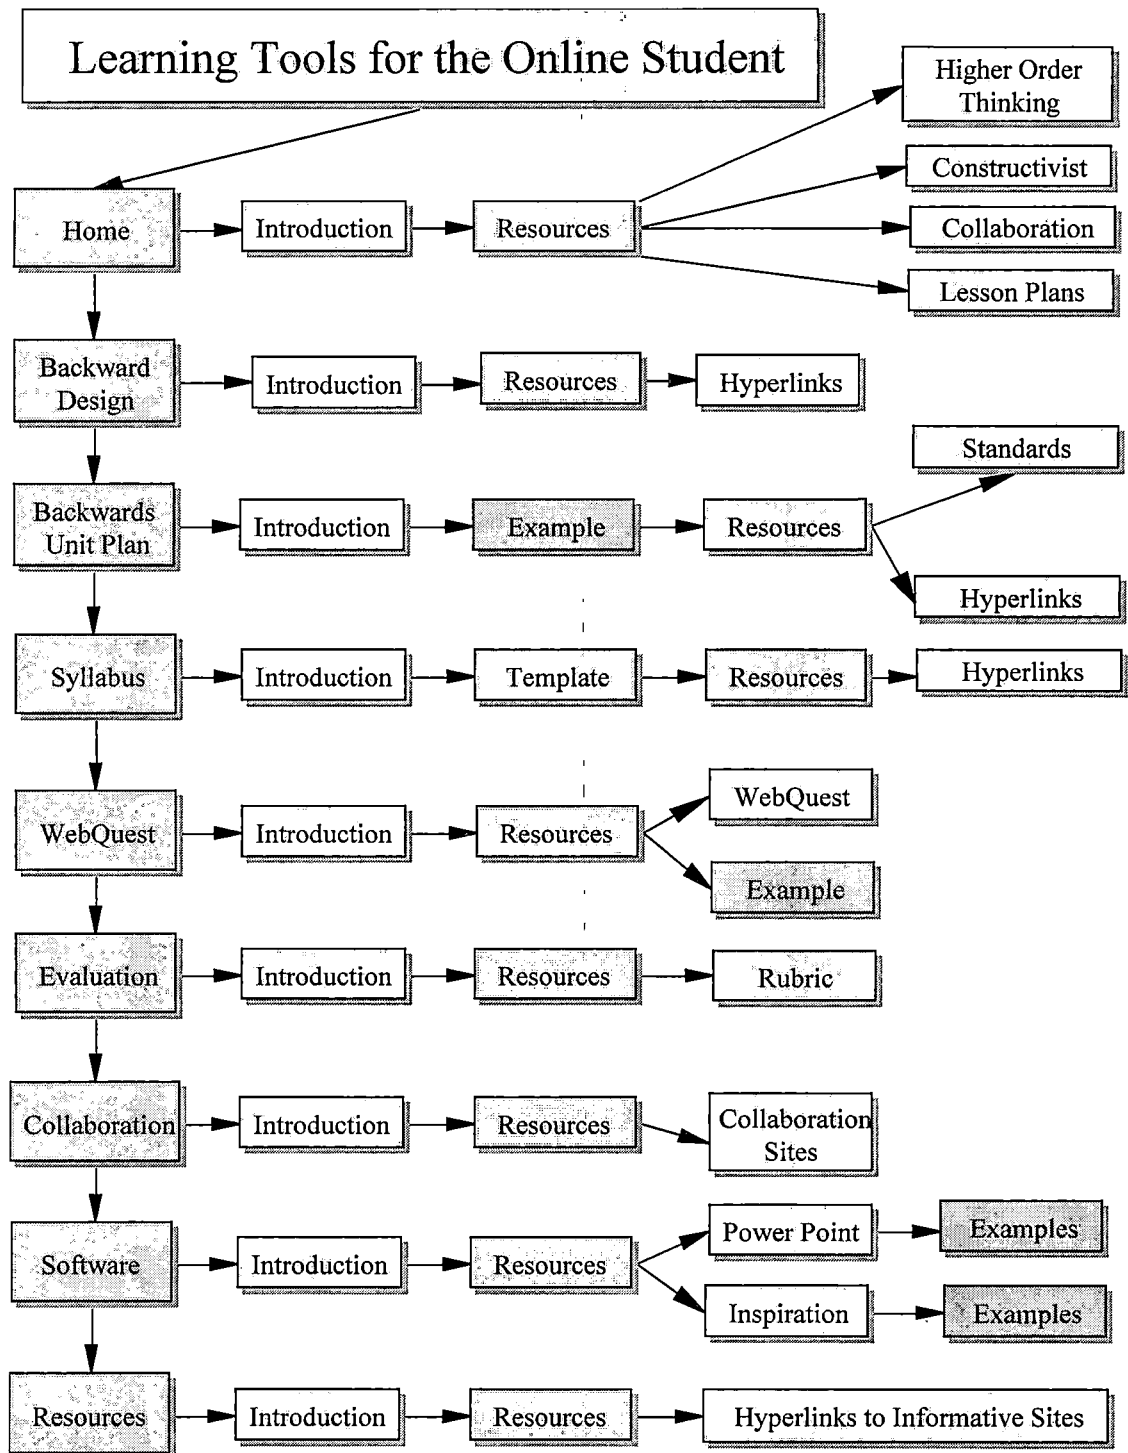 Learning Tools for the Online Student
Higher Order
Thinking
Constructivist
Home
Introduction
Resources
Collaboration
Lesson Plans
Backward
Design
Introduction
Resources
Hyperlinks
Standards
Backwards
Unit Plan
Introduction
Example
Resources
Hyperlinks
Syllabus
Introduction
Template
Resources
Hyperlinks
WebQuest
Introduction
Resources
WebQuest
Example
Evaluation
Introduction
Resources
Rubric
Collaboration
Introduction
Resources
Collaboration
Sites
Software
Introduction
Resources
Power Point
Examples
Inspiration
Examples
Resources
Introduction
Resources
Hyperlinks to Informative Sites